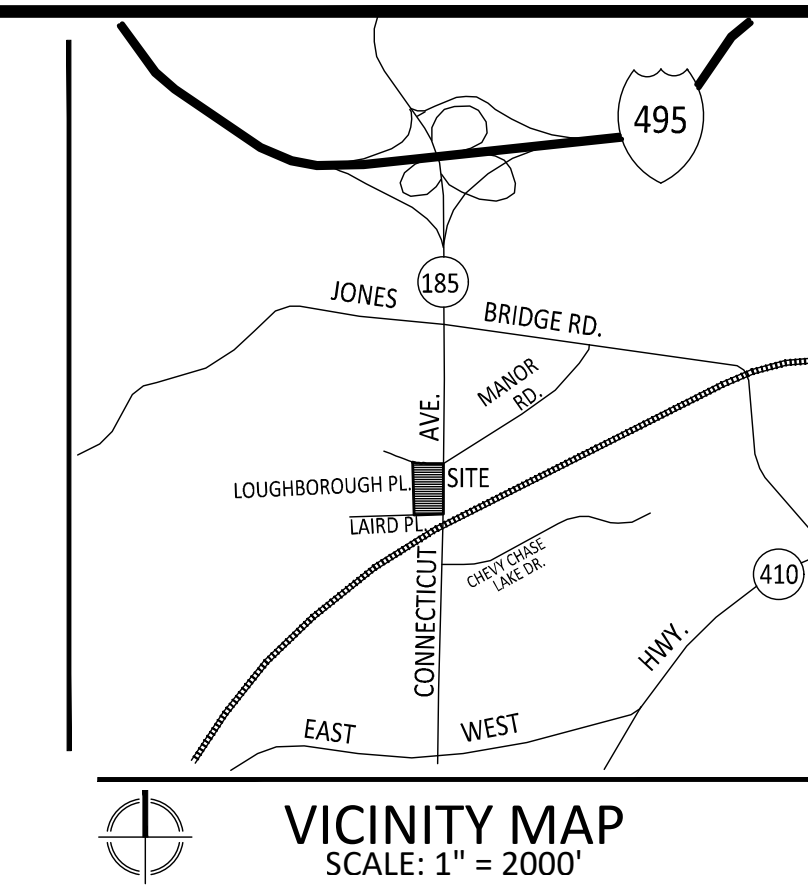 495
185
JONES
BRIDGE RD.
MANOR
RD.
AVE.
SITE
LOUGHBOROUGH PL.
LAIRD PL.
CHEVY CHASE
LAKE DR.
CONNECTICUT
410
HWY.
EAST
WEST
VICINITY MAP
SCALE: 1" = 2000'